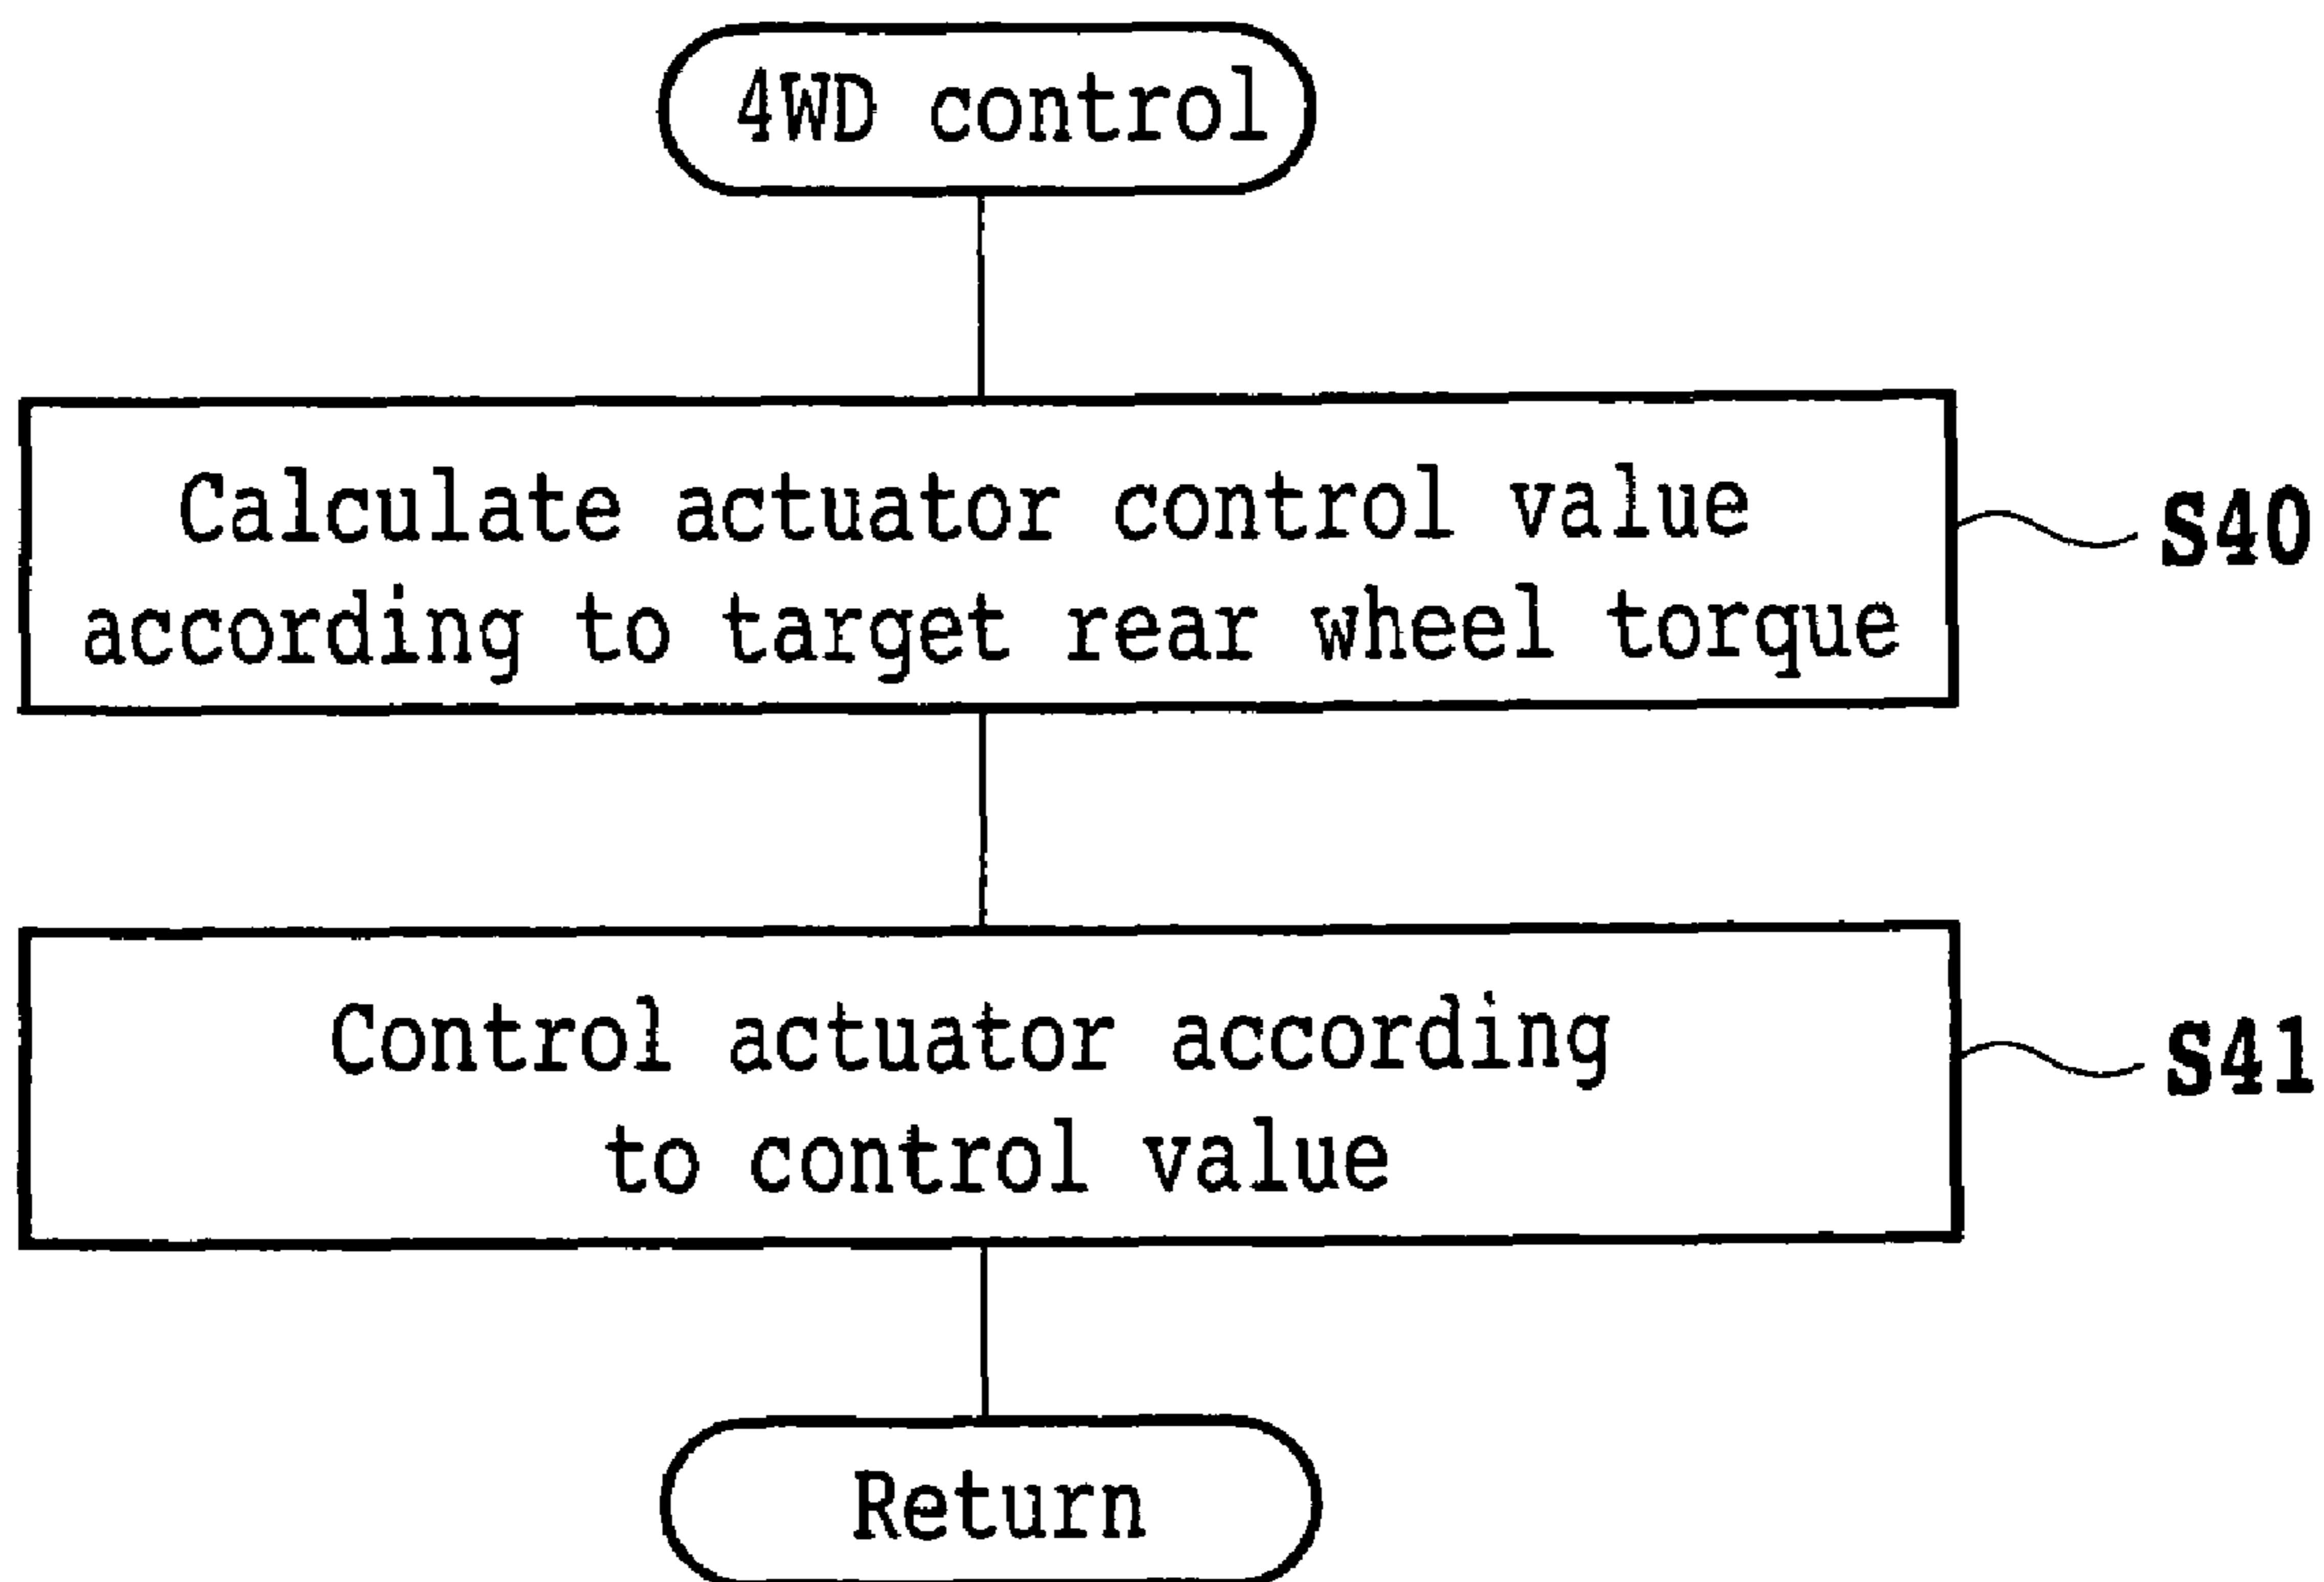 4WD control
Calculate actuator control value
according to target rear wheel torque
S40
Control actuator according
to control value
S41
Return